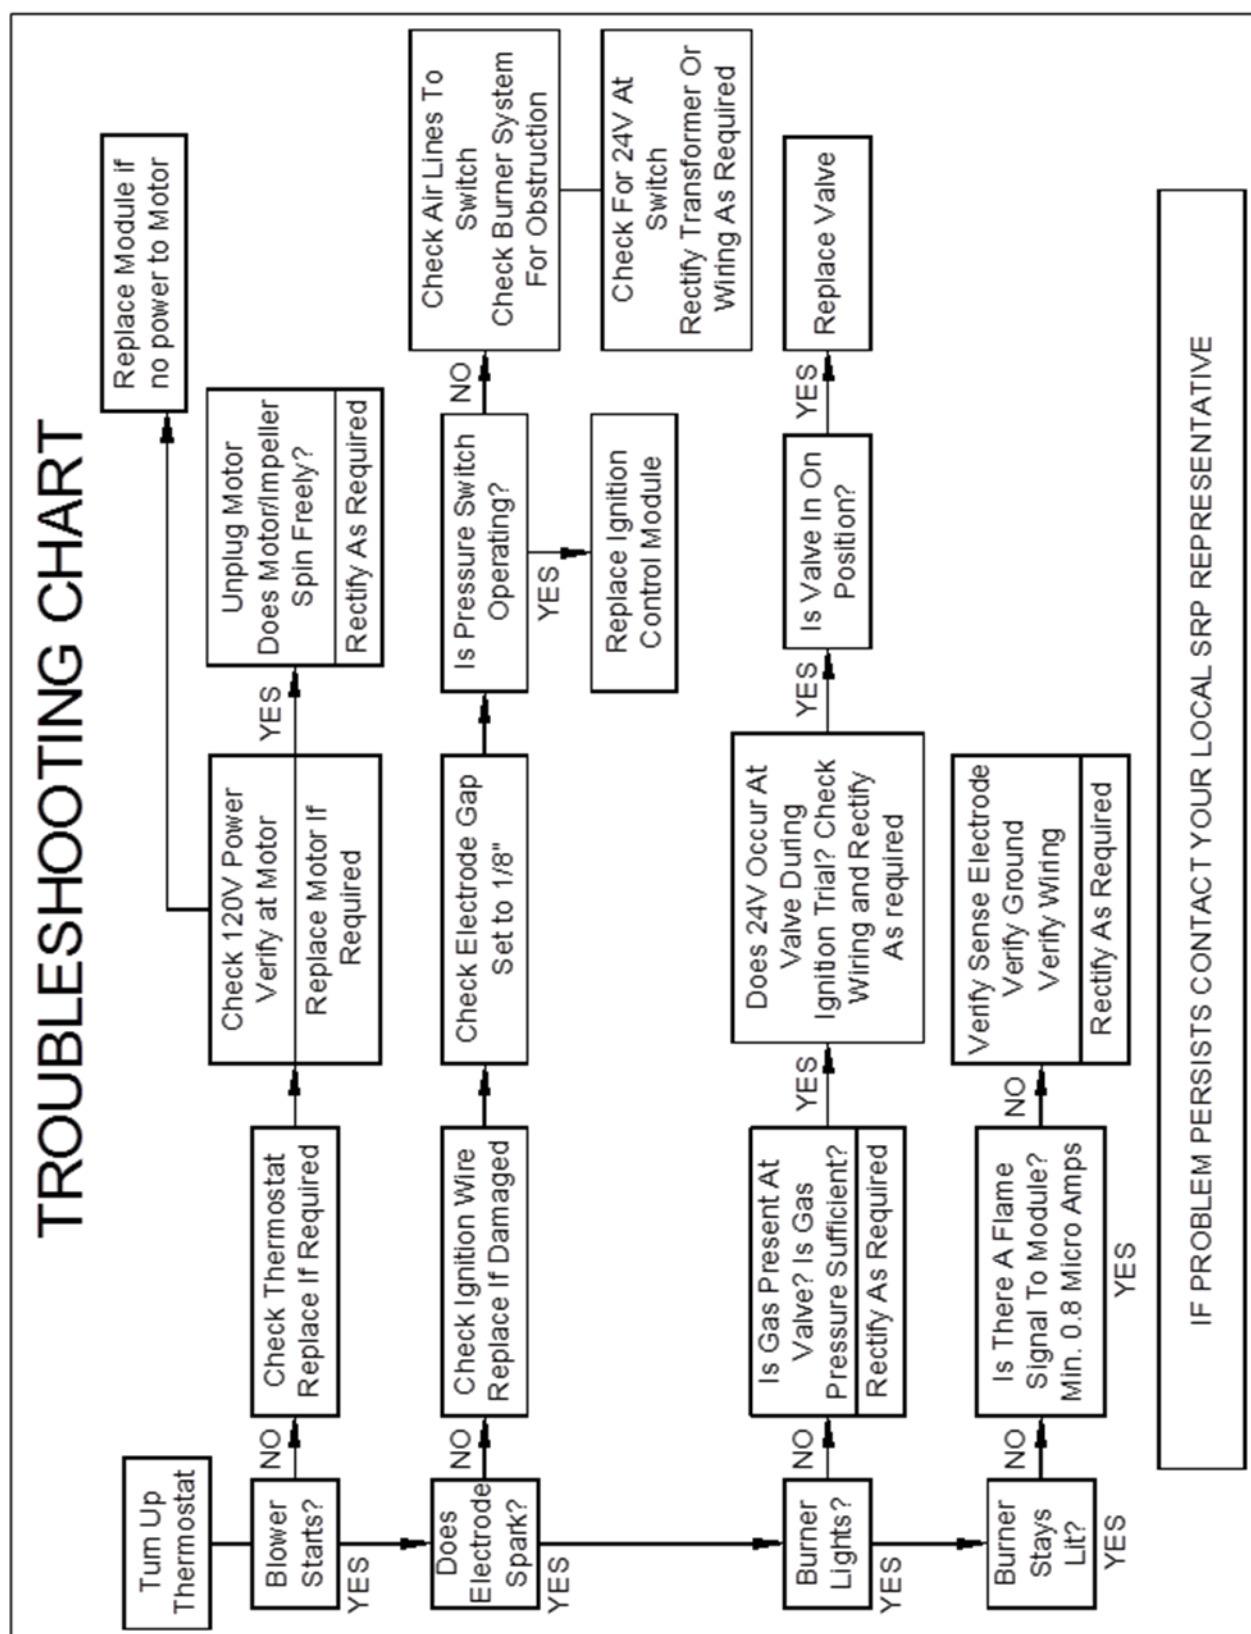 TROUBLESHOOTING CHART
Turn Up
Thermostat
Blower
Starts?
NO
YES
Check Thermostat
Replace If Required
Check 120V Power
Verify at Motor
Replace Motor If
Required
YES
Unplug Motor
Does Motor/Impeller
Spin Freely?
Rectify As Required
Replace Module if
no power to Motor
Does
Electrode
Spark?
NO
YES
Check Ignition Wire
Replace If Damaged
Check Electrode Gap
Set to 1/8"
Is Pressure Switch
Operating?
NO
YES
Check Air Lines To
Switch
Check Burner System
For Obstruction
Replace Ignition
Control Module
Check For 24V At
Switch
Rectify Transformer Or
Wiring As Required
Burner
Lights?
NO
YES
Is Gas Present At
Valve? Is Gas
Pressure Sufficient?
Rectify As Required
YES
Does 24V Occur At
Valve During
Ignition Trial? Check
Wiring and Rectify
As required
YES
Is Valve In On
Position?
YES
Replace Valve
Burner
Stays
Lit?
NO
YES
Is There A Flame
Signal To Module?
Min. 0.8 Micro Amps
NO
YES
Verify Sense Electrode
Verify Ground
Verify Wiring
Rectify As Required
IF PROBLEM PERSISTS CONTACT YOUR LOCAL SRP REPRESENTATIVE